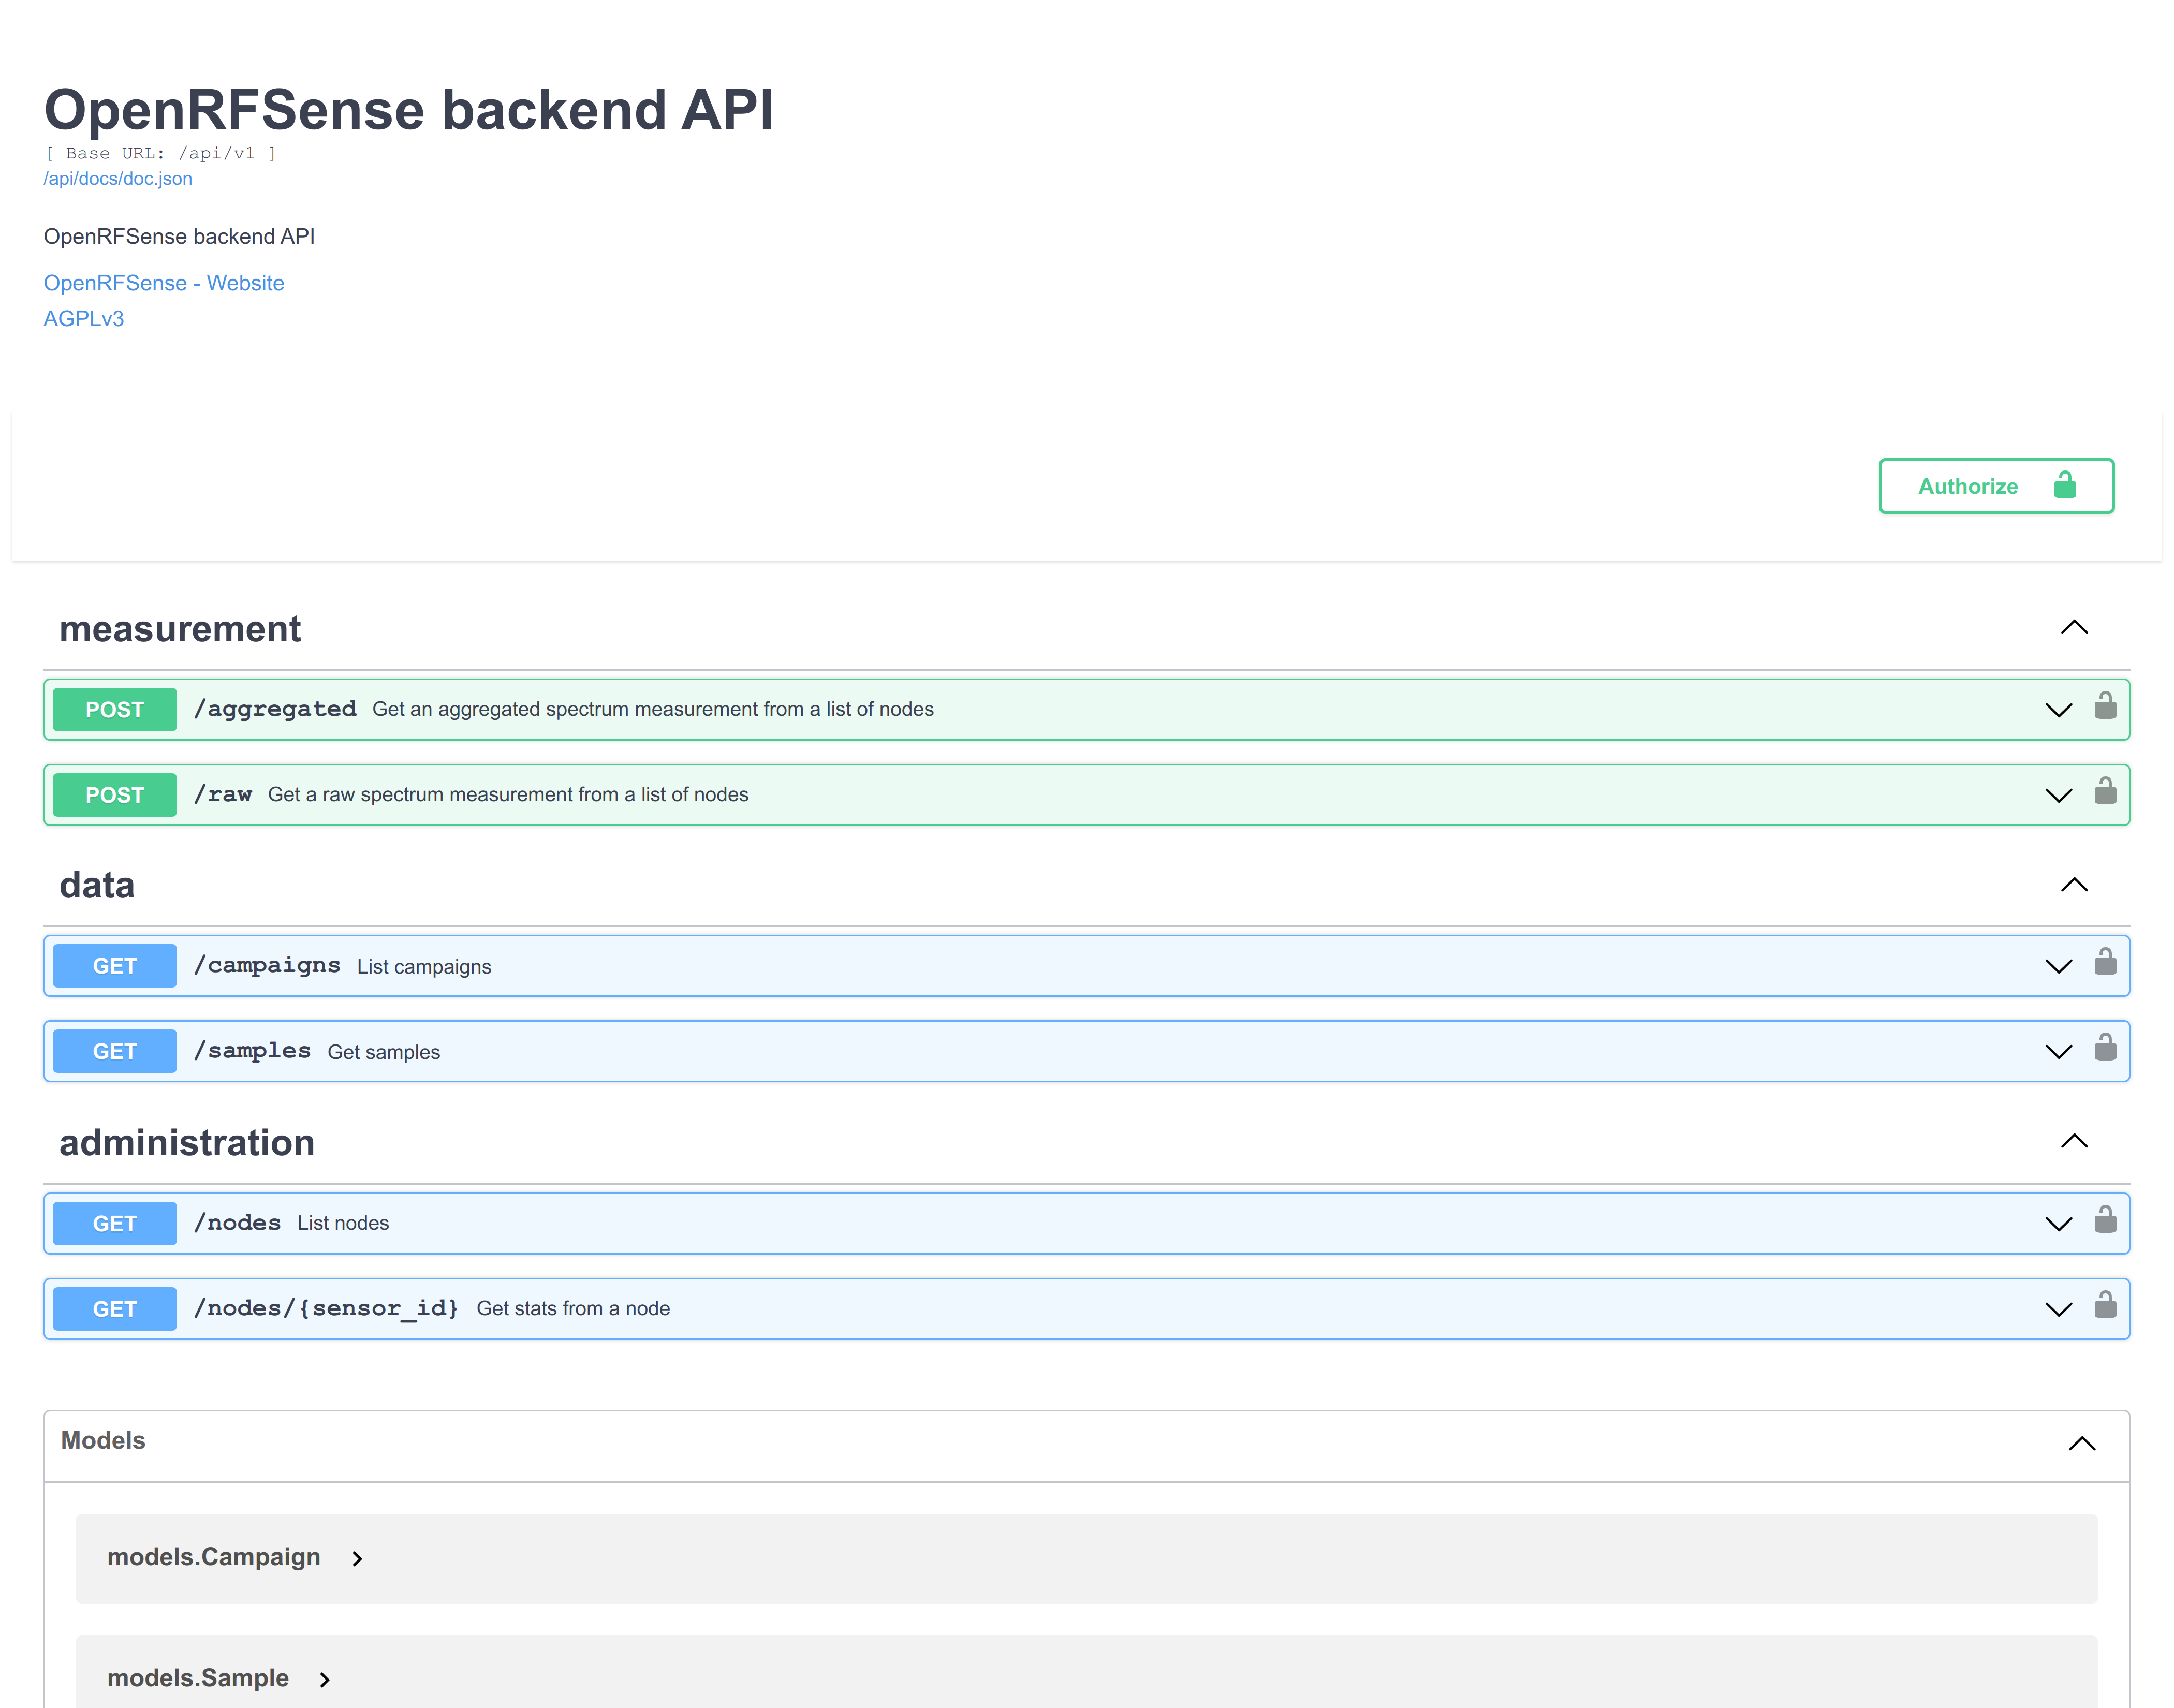 OpenRFSense backend API
[ Base URL: /api/v1 ]
/api/docs/doc.json
OpenRFSense backend API
OpenRFSense - Website
AGPLv3
Authorize
measurement
POST /aggregated Get an aggregated spectrum measurement from a list of nodes
POST /raw Get a raw spectrum measurement from a list of nodes
data
GET /campaigns List campaigns
GET /samples Get samples
administration
GET /nodes List nodes
GET /nodes/{sensor_id} Get stats from a node
Models
models.Campaign
models.Sample